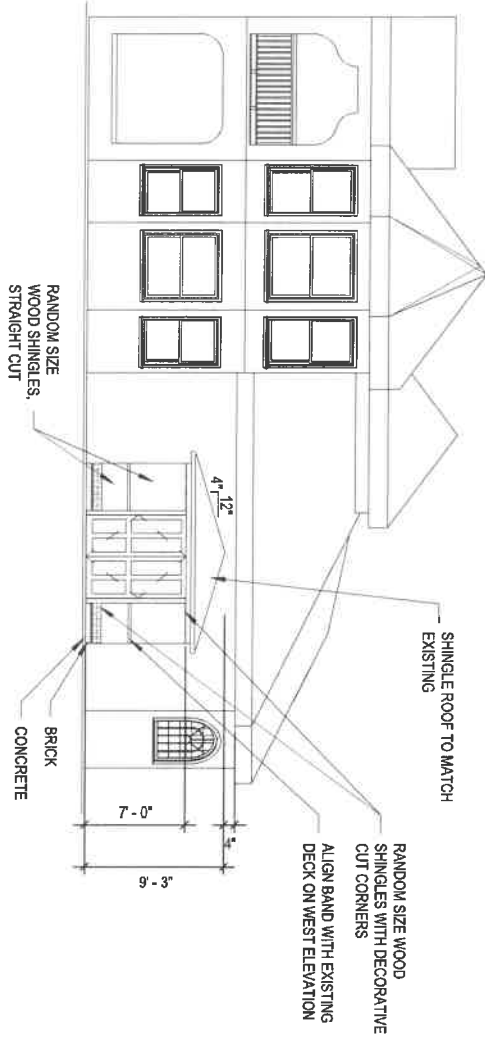 RANDOM SIZE
WOOD SHINGLES,
STRAIGHT CUT
4"
12"
SHINGLE ROOF TO MATCH
EXISTING
RANDOM SIZE WOOD
SHINGLES WITH DECORATIVE
CUT CORNERS
ALIGN BAND WITH EXISTING
DECK ON WEST ELEVATION
BRICK
CONCRETE
7' - 0"
9' - 3"
4"